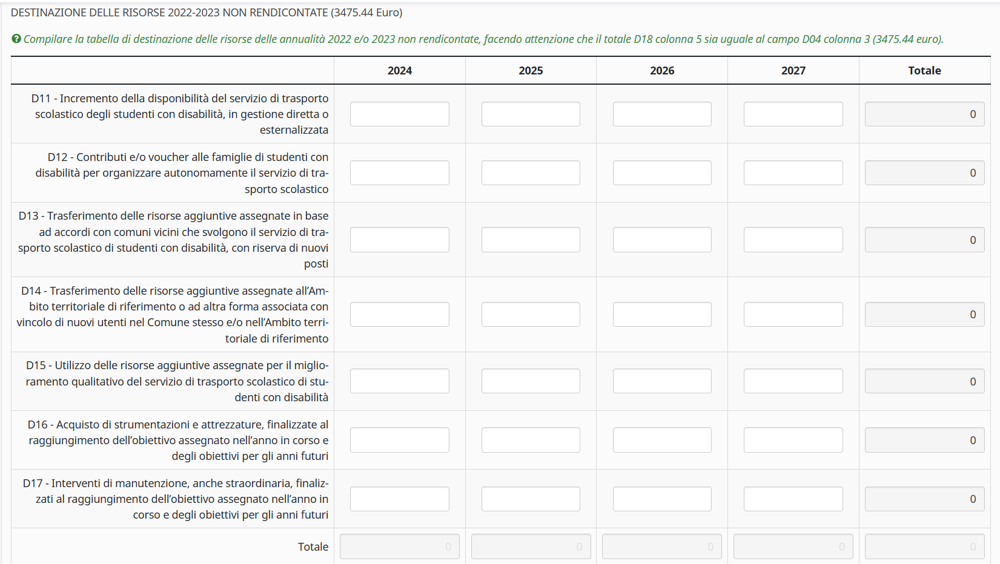 DESTINAZIONE DELLE RISORSE 2022-2023 NON RENDICONTATE (3475.44 Euro)
Compilare la tabella di destinazione delle risorse delle annualità 2022 e/o 2023 non rendicontate, facendo attenzione che il totale D18 colonna 5 sia uguale al campo D04 colonna 3 (3475.44 euro).
2024 2025 2026 2027 Totale
D11 - Incremento della disponibilità del servizio di trasporto
scolastico degli studenti con disabilità, in gestione diretta o
esternalizzata
0
D12 - Contributi e/o voucher alle famiglie di studenti con
disabilità per organizzare autonomamente il servizio di tra-
sporto scolastico
0
D13 - Trasferimento delle risorse aggiuntive assegnate in base
ad accordi con comuni vicini che svolgono il servizio di tra-
sporto scolastico di studenti con disabilità, con riserva di nuovi
posti
0
D14 - Trasferimento delle risorse aggiuntive assegnate all’Am-
bito territoriale di riferimento o ad altra forma associata con
vincolo di nuovi utenti nel Comune stesso e/o nell’Ambito terri-
toriale di riferimento
0
D15 - Utilizzo delle risorse aggiuntive assegnate per il miglio-
ramento qualitativo del servizio di trasporto scolastico di stu-
denti con disabilità
0
D16 - Acquisto di strumentazioni e attrezzature, finalizzate al
raggiungimento dell’obiettivo assegnato nell’anno in corso e
degli obiettivi per gli anni futuri
0
D17 - Interventi di manutenzione, anche straordinaria, finaliz-
zati al raggiungimento dell’obiettivo assegnato nell’anno in
corso e degli obiettivi per gli anni futuri
0
Totale 0 0 0 0 0